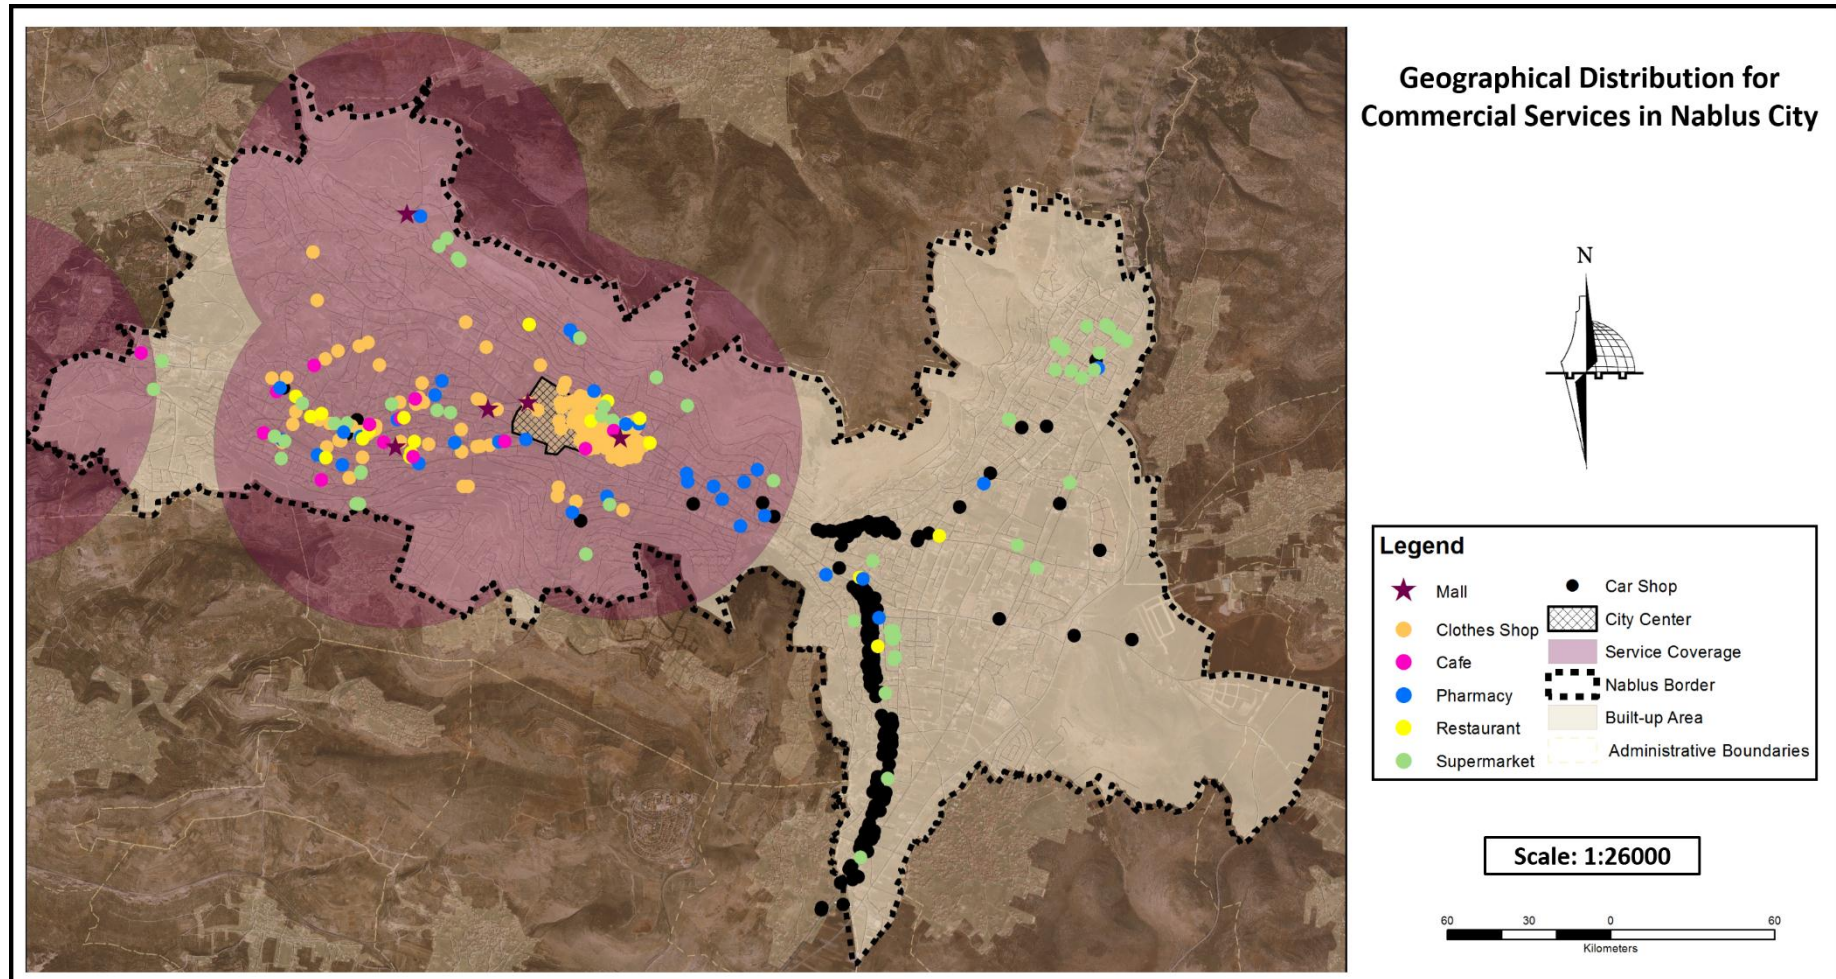 Geographical Distribution for
Commercial Services in Nablus City
N
Legend
Mall
Clothes Shop
Cafe
Pharmacy
Restaurant
Supermarket
Car Shop
City Center
Service Coverage
Nablus Border
Built-up Area
Administrative Boundaries
Scale: 1:26000
60 30 0 60
Kilometers